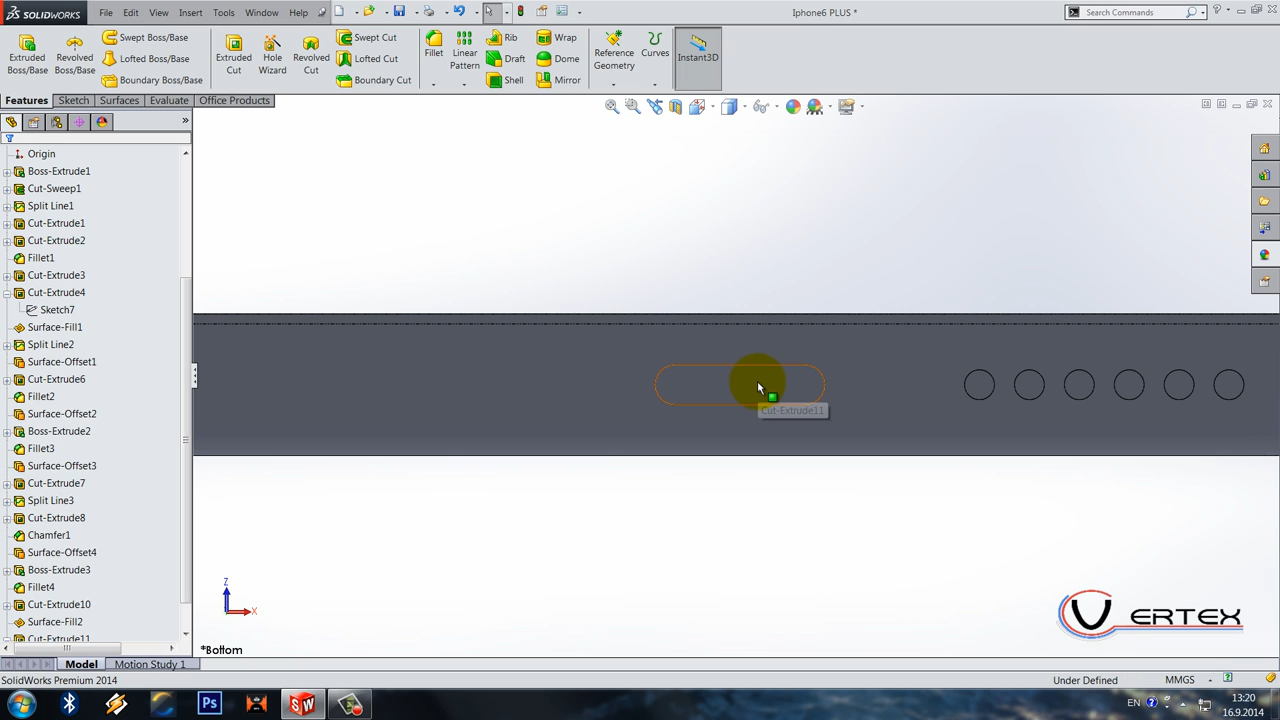 SOLIDWORKS
File Edit View Insert Tools Window Help
Iphone6 PLUS *
Search Commands
Extruded Boss/Base
Revolved Boss/Base
Swept Boss/Base
Lofted Boss/Base
Boundary Boss/Base
Extruded Cut
Hole Wizard
Revolved Cut
Swept Cut
Lofted Cut
Boundary Cut
Fillet
Linear Pattern
Rib
Draft
Shell
Wrap
Dome
Mirror
Reference Geometry
Curves
Instant3D
Features Sketch Surfaces Evaluate Office Products
Origin
Boss-Extrude1
Cut-Sweep1
Split Line1
Cut-Extrude1
Cut-Extrude2
Fillet1
Cut-Extrude3
Cut-Extrude4
Sketch7
Surface-Fill1
Split Line2
Surface-Offset1
Cut-Extrude6
Fillet2
Surface-Offset2
Boss-Extrude2
Fillet3
Surface-Offset3
Cut-Extrude7
Split Line3
Cut-Extrude8
Chamfer1
Surface-Offset4
Boss-Extrude3
Fillet4
Cut-Extrude10
Surface-Fill2
Cut-Extrude11
Cut-Extrude11
Z
X
*Bottom
VERTEX
Model Motion Study 1
SolidWorks Premium 2014
Under Defined
MMGS
Ps
SW
EN
13:20
16.9.2014